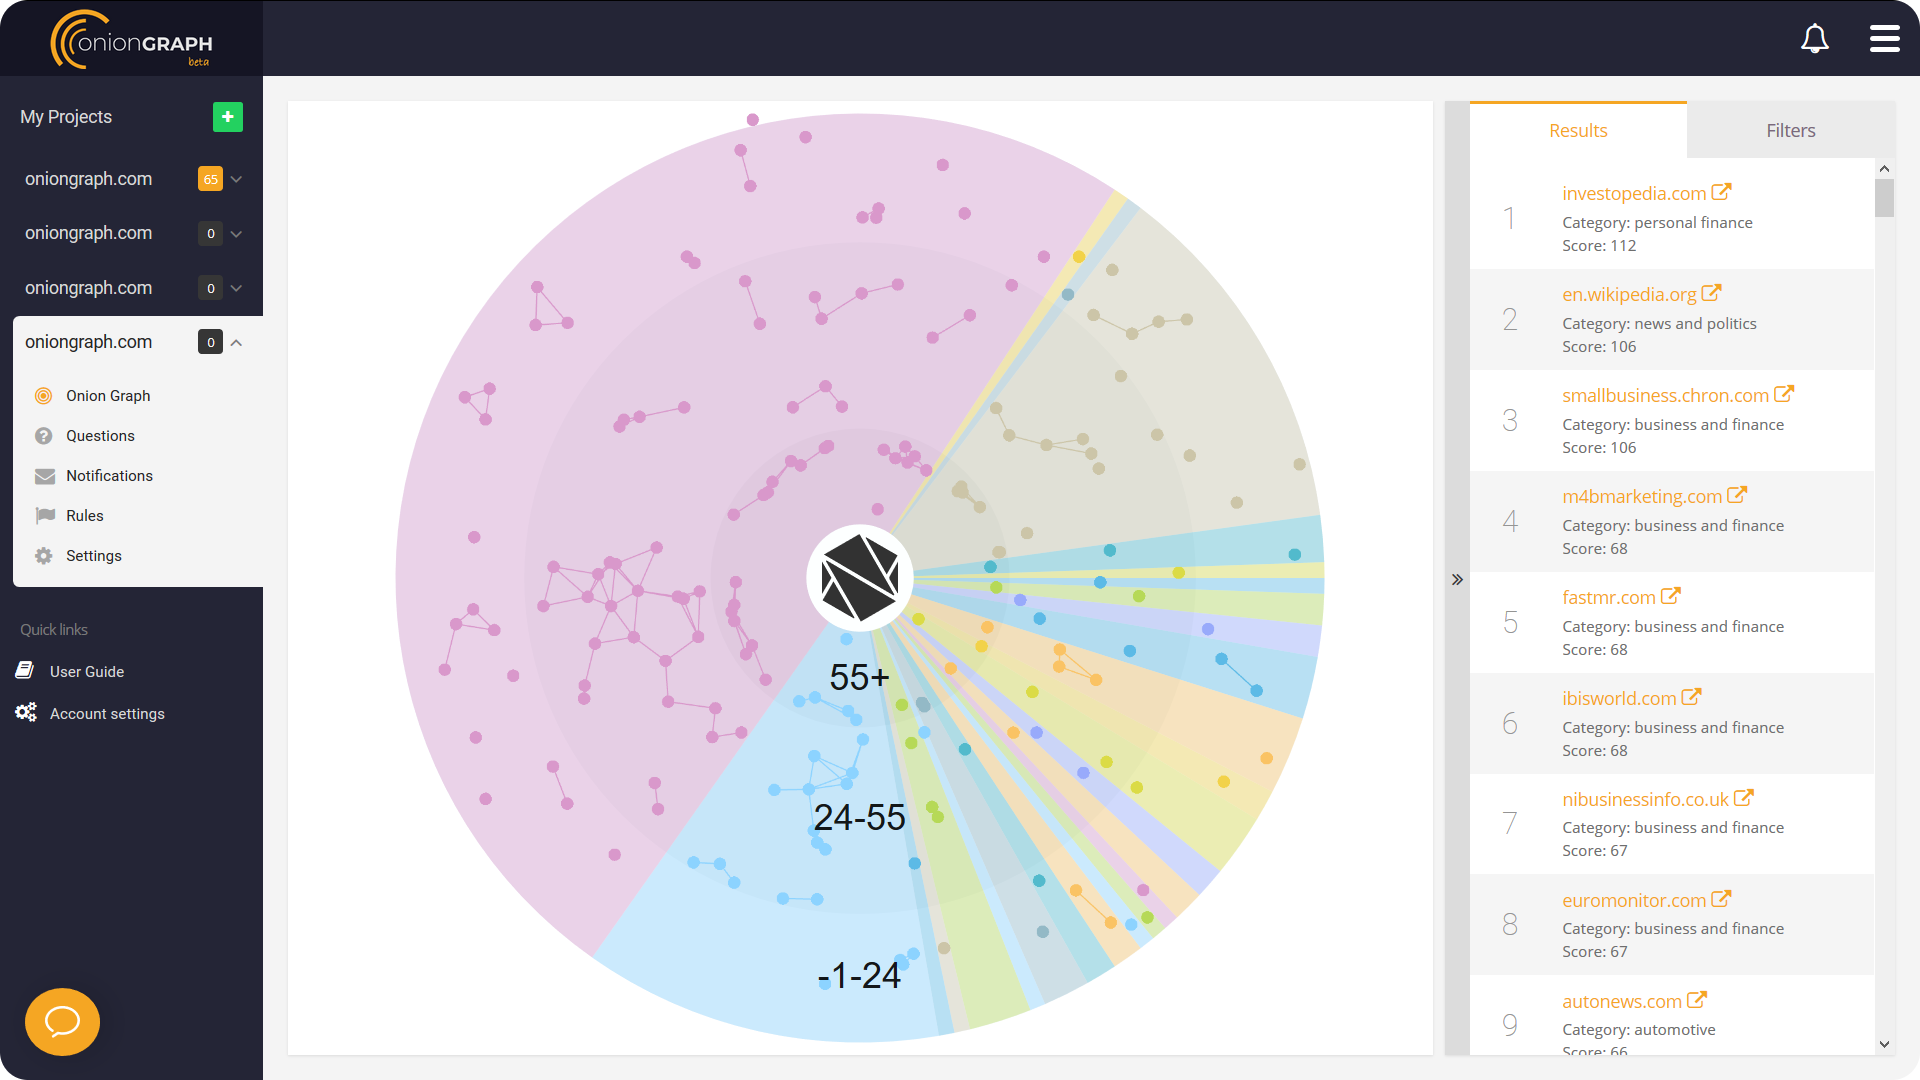 onionGRAPH
beta
My Projects
oniongraph.com 65
oniongraph.com 0
oniongraph.com 0
oniongraph.com 0
Onion Graph
Questions
Notifications
Rules
Settings
Quick links
User Guide
Account settings
55+
24-55
-1-24
Results
Filters
1
investopedia.com
Category: personal finance
Score: 112
2
en.wikipedia.org
Category: news and politics
Score: 106
3
smallbusiness.chron.com
Category: business and finance
Score: 106
4
m4bmarketing.com
Category: business and finance
Score: 68
5
fastmr.com
Category: business and finance
Score: 68
6
ibisworld.com
Category: business and finance
Score: 68
7
nibusinessinfo.co.uk
Category: business and finance
Score: 67
8
euromonitor.com
Category: business and finance
Score: 67
9
autonews.com
Category: automotive
Score: 66